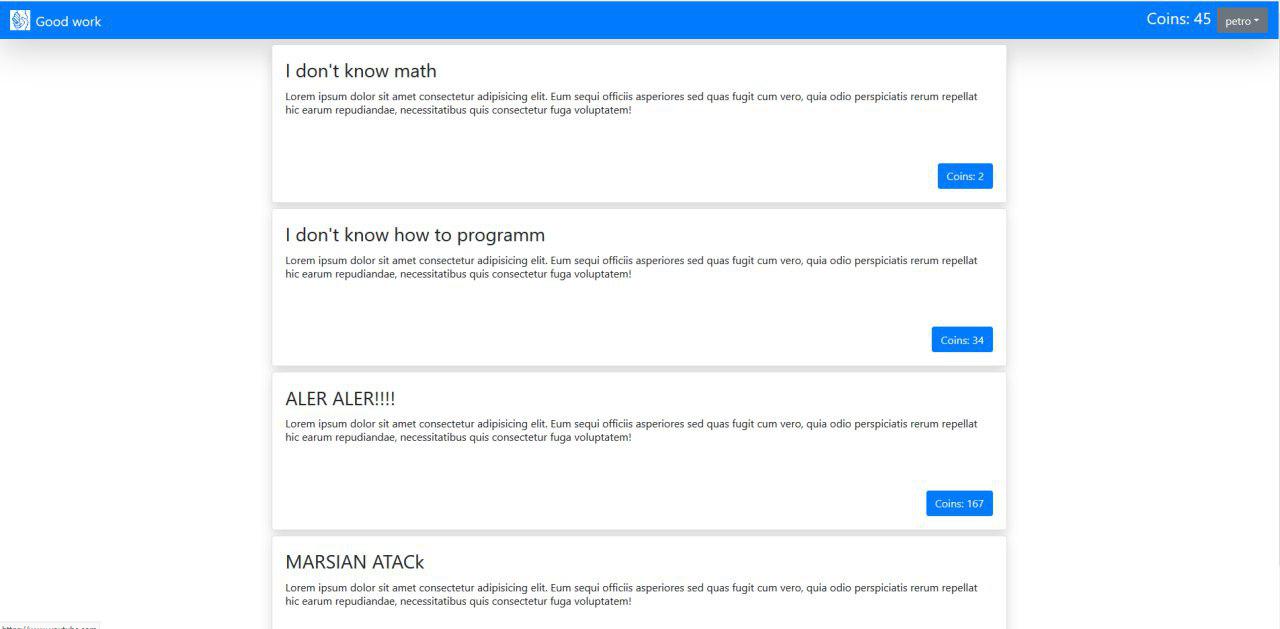 Good work
Coins: 45
petro
I don't know math
Lorem ipsum dolor sit amet consectetur adipisicing elit. Eum sequi officiis asperiores sed quas fugit cum vero, quia odio perspiciatis rerum repellat
hic earum repudiandae, necessitatibus quis consectetur fuga voluptatem!
Coins: 2
I don't know how to programm
Lorem ipsum dolor sit amet consectetur adipisicing elit. Eum sequi officiis asperiores sed quas fugit cum vero, quia odio perspiciatis rerum repellat
hic earum repudiandae, necessitatibus quis consectetur fuga voluptatem!
Coins: 34
ALER ALER!!!!
Lorem ipsum dolor sit amet consectetur adipisicing elit. Eum sequi officiis asperiores sed quas fugit cum vero, quia odio perspiciatis rerum repellat
hic earum repudiandae, necessitatibus quis consectetur fuga voluptatem!
Coins: 167
MARSIAN ATACk
Lorem ipsum dolor sit amet consectetur adipisicing elit. Eum sequi officiis asperiores sed quas fugit cum vero, quia odio perspiciatis rerum repellat
hic earum repudiandae, necessitatibus quis consectetur fuga voluptatem!